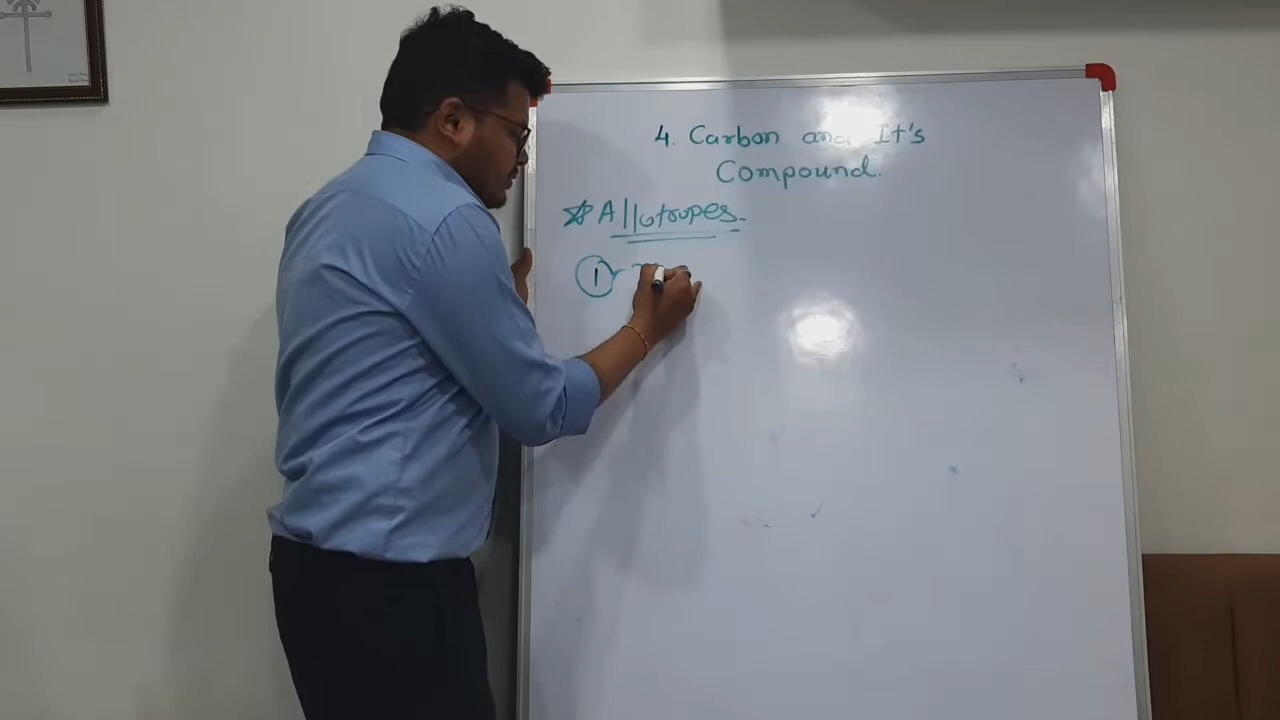 4. Carbon and It's
Compound.
* Allotropes -
1